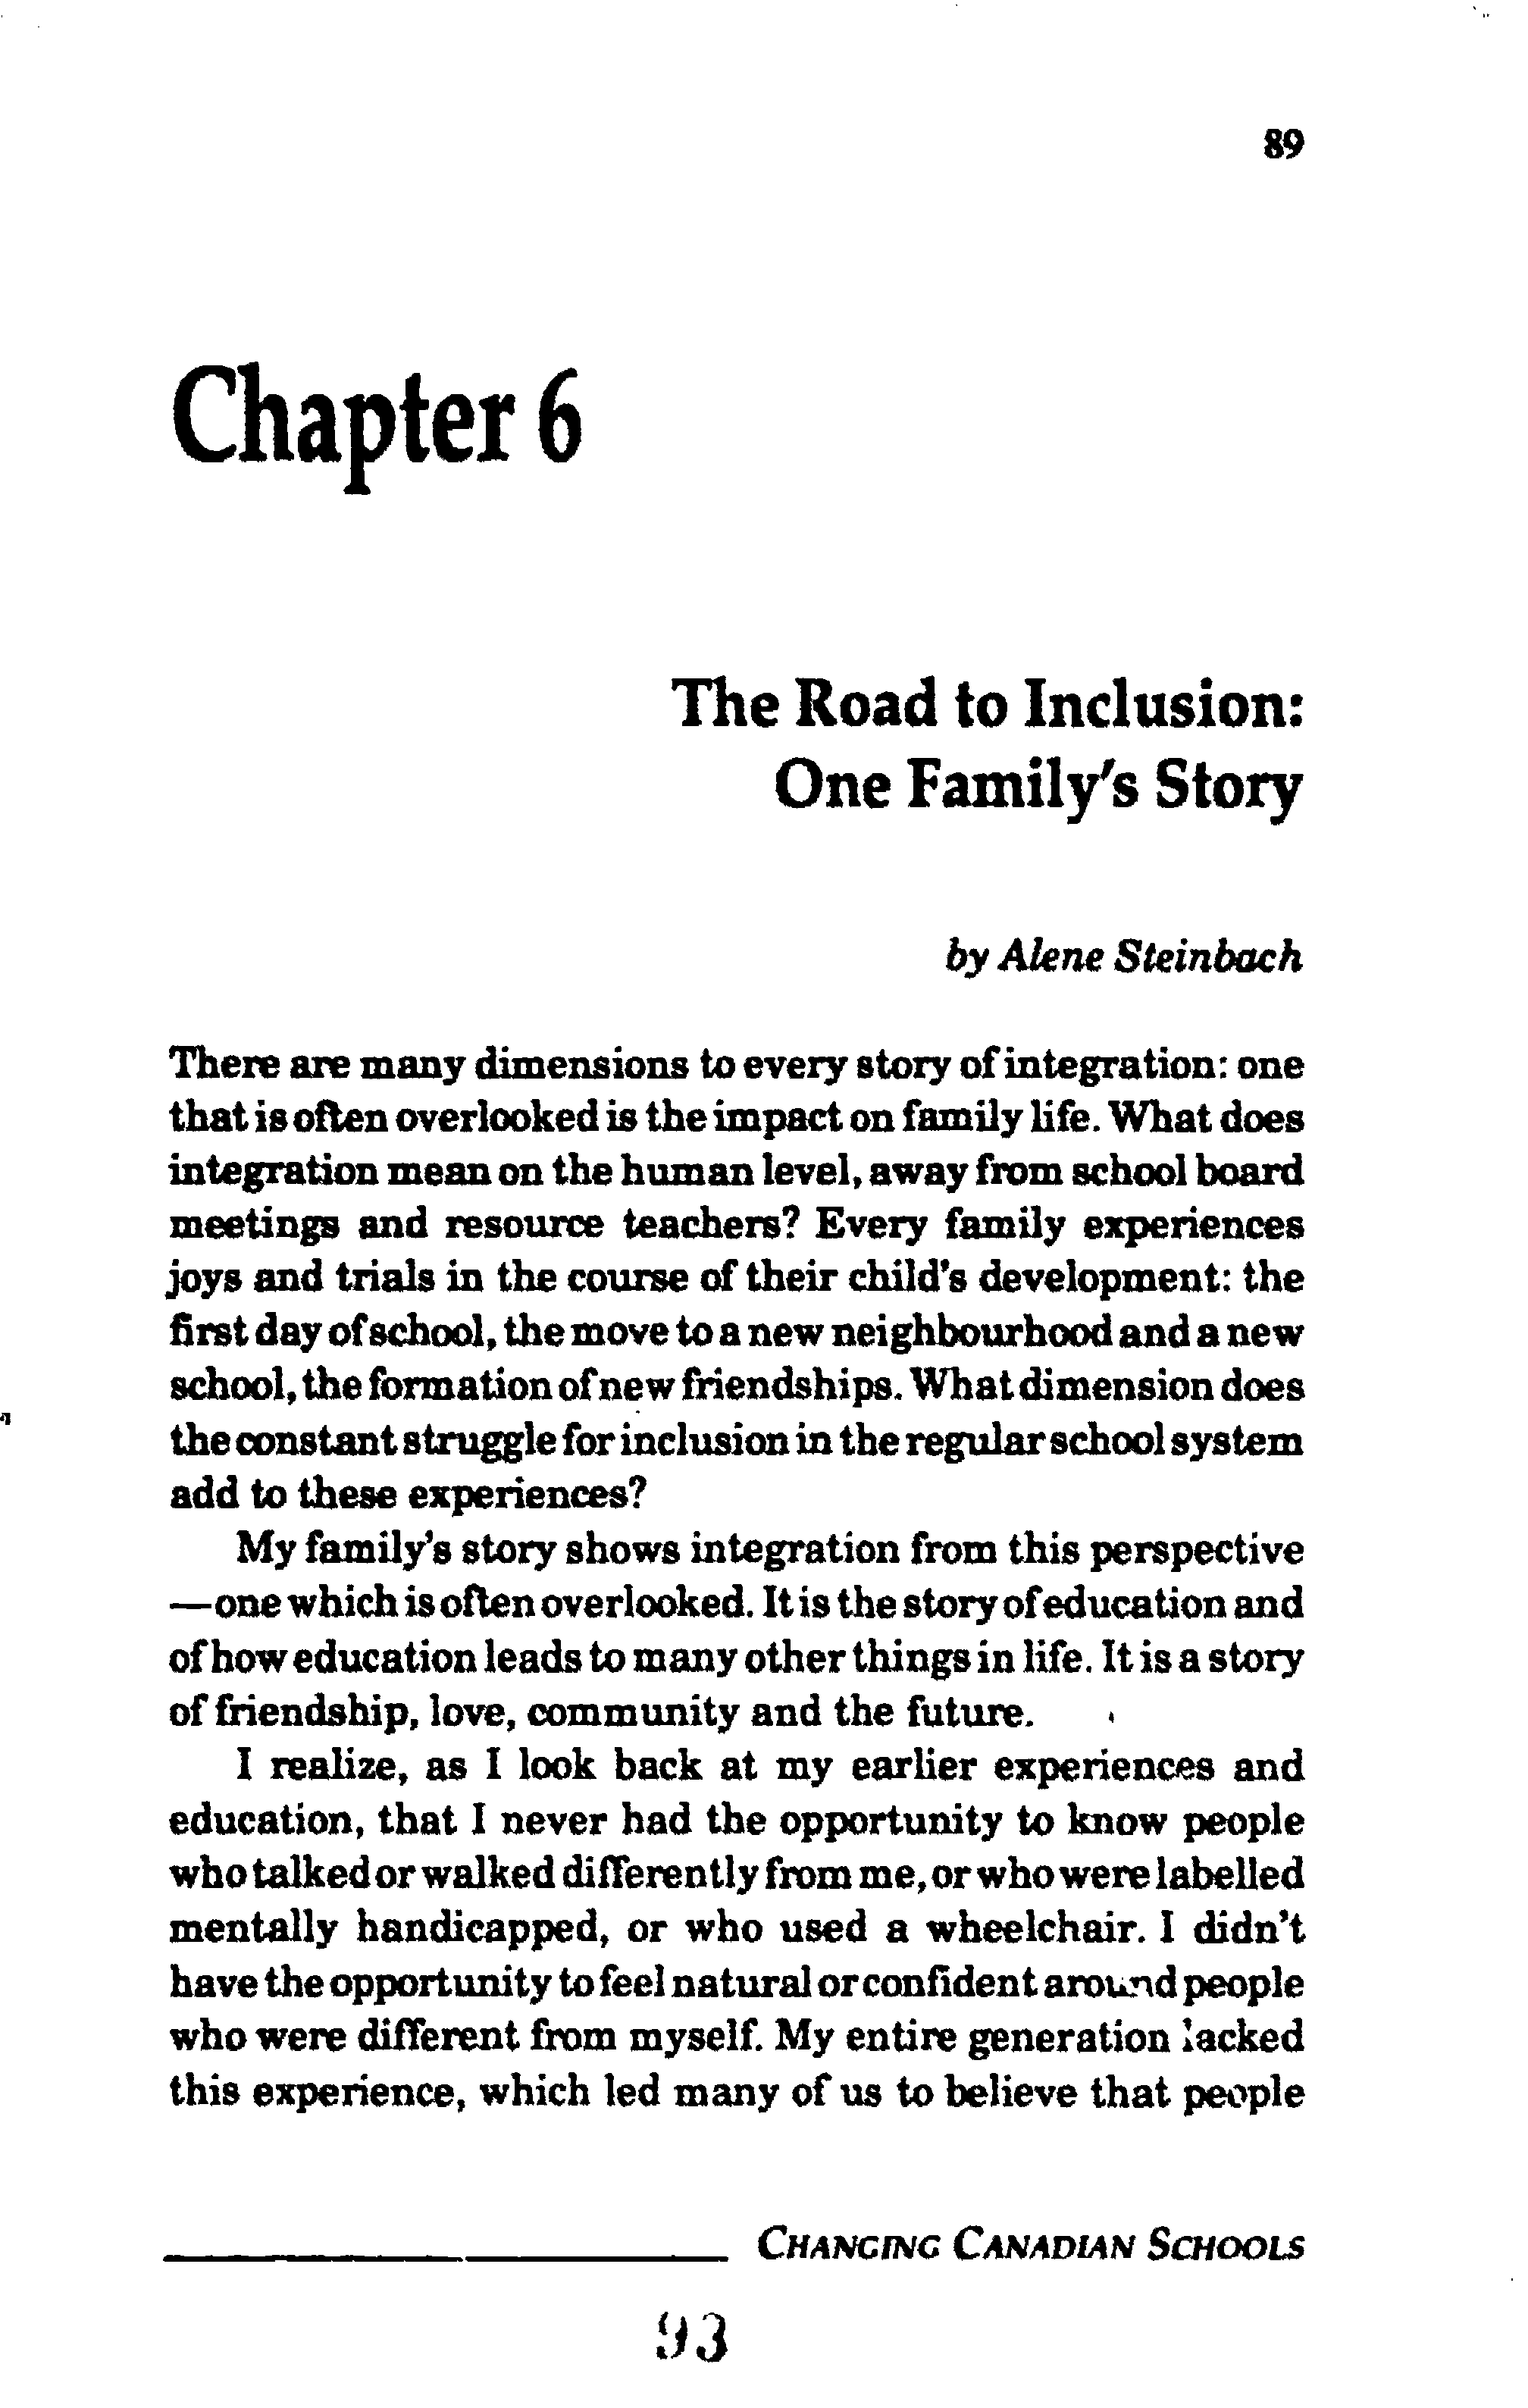 89
Chapter 6
The Road to Inclusion:
One Family's Story
by Alene Steinbach
There are many dimensions to every story of integration: one
that is often overlooked is the impact on family life. What does
integration mean on the human level, away from school board
meetings and resource teachers? Every family experiences
joys and trials in the course of their child's development: the
first day of school, the move to a new neighbourhood and a new
school, the formation of new friendships. What dimension does
the constant struggle for inclusion in the regular school system
add to these experiences?
My family's story shows integration from this perspective
—one which is often overlooked. It is the story of education and
of how education leads to many other things in life. It is a story
of friendship, love, community and the future.
I realize, as I look back at my earlier experiences and
education, that I never had the opportunity to know people
who talked or walked differently from me, or who were labelled
mentally handicapped, or who used a wheelchair. I didn't
have the opportunity to feel natural or confident around people
who were different from myself. My entire generation lacked
this experience, which led many of us to believe that people
CHANGING CANADIAN SCHOOLS
93